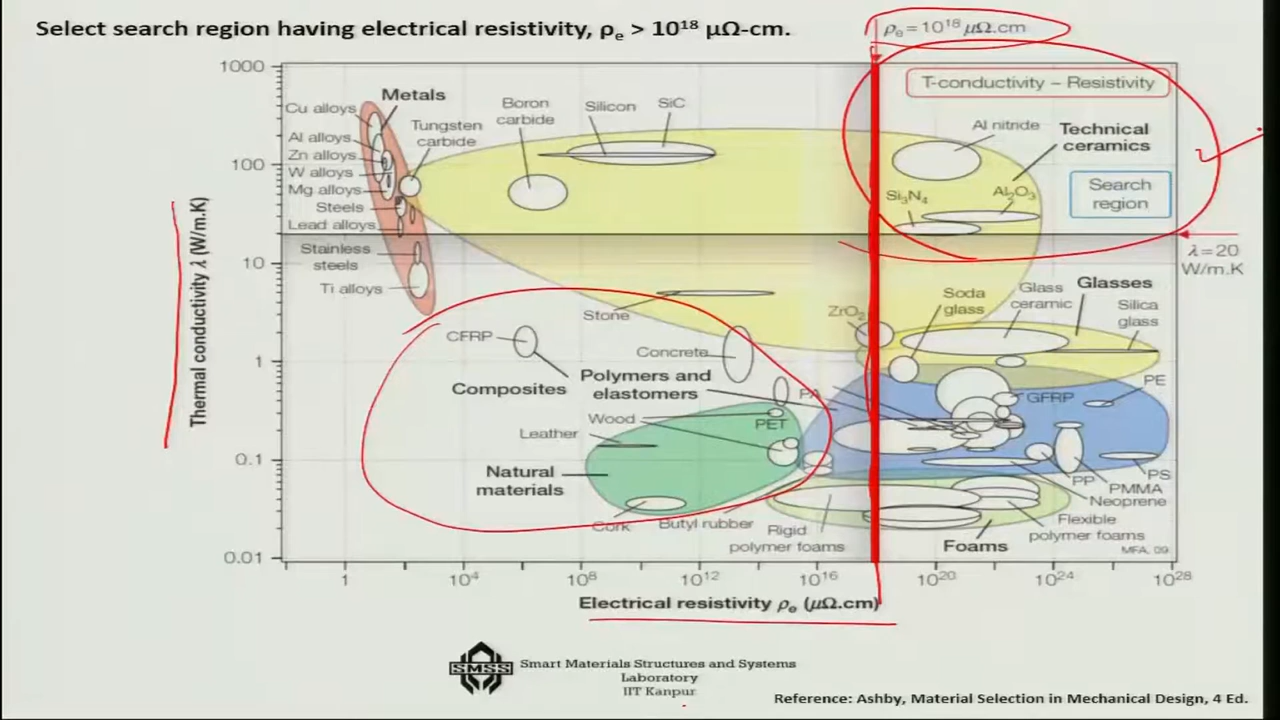 Select search region having electrical resistivity, ρₑ > 10¹⁸ μΩ-cm.
ρₑ=10¹⁸ μΩ.cm
1000
100
10
1
0.1
0.01
Thermal conductivity λ (W/m.K)
T-conductivity – Resistivity
Metals
Cu alloys
Al alloys
Zn alloys
W alloys
Mg alloys
Steels
Lead alloys
Stainless
steels
Ti alloys
Tungsten
carbide
Boron
carbide
Silicon
SiC
Al nitride
Technical
ceramics
Si₃N₄
Al₂O₃
Search
region
λ=20
W/m.K
Stone
ZrO₂
Soda
glass
Glass
ceramic
Glasses
Silica
glass
CFRP
Composites
Concrete
Polymers and
elastomers
PA
GFRP
PE
Wood
PET
Leather
Natural
materials
Cork
Butyl rubber
Rigid
polymer foams
Foams
Flexible
polymer foams
PP
PMMA
Neoprene
PS
MFA, 09
1
10⁴
10⁸
10¹²
10¹⁶
10²⁰
10²⁴
10²⁸
Electrical resistivity ρₑ (μΩ.cm)
SMSS
Smart Materials Structures and Systems
Laboratory
IIT Kanpur
Reference: Ashby, Material Selection in Mechanical Design, 4 Ed.